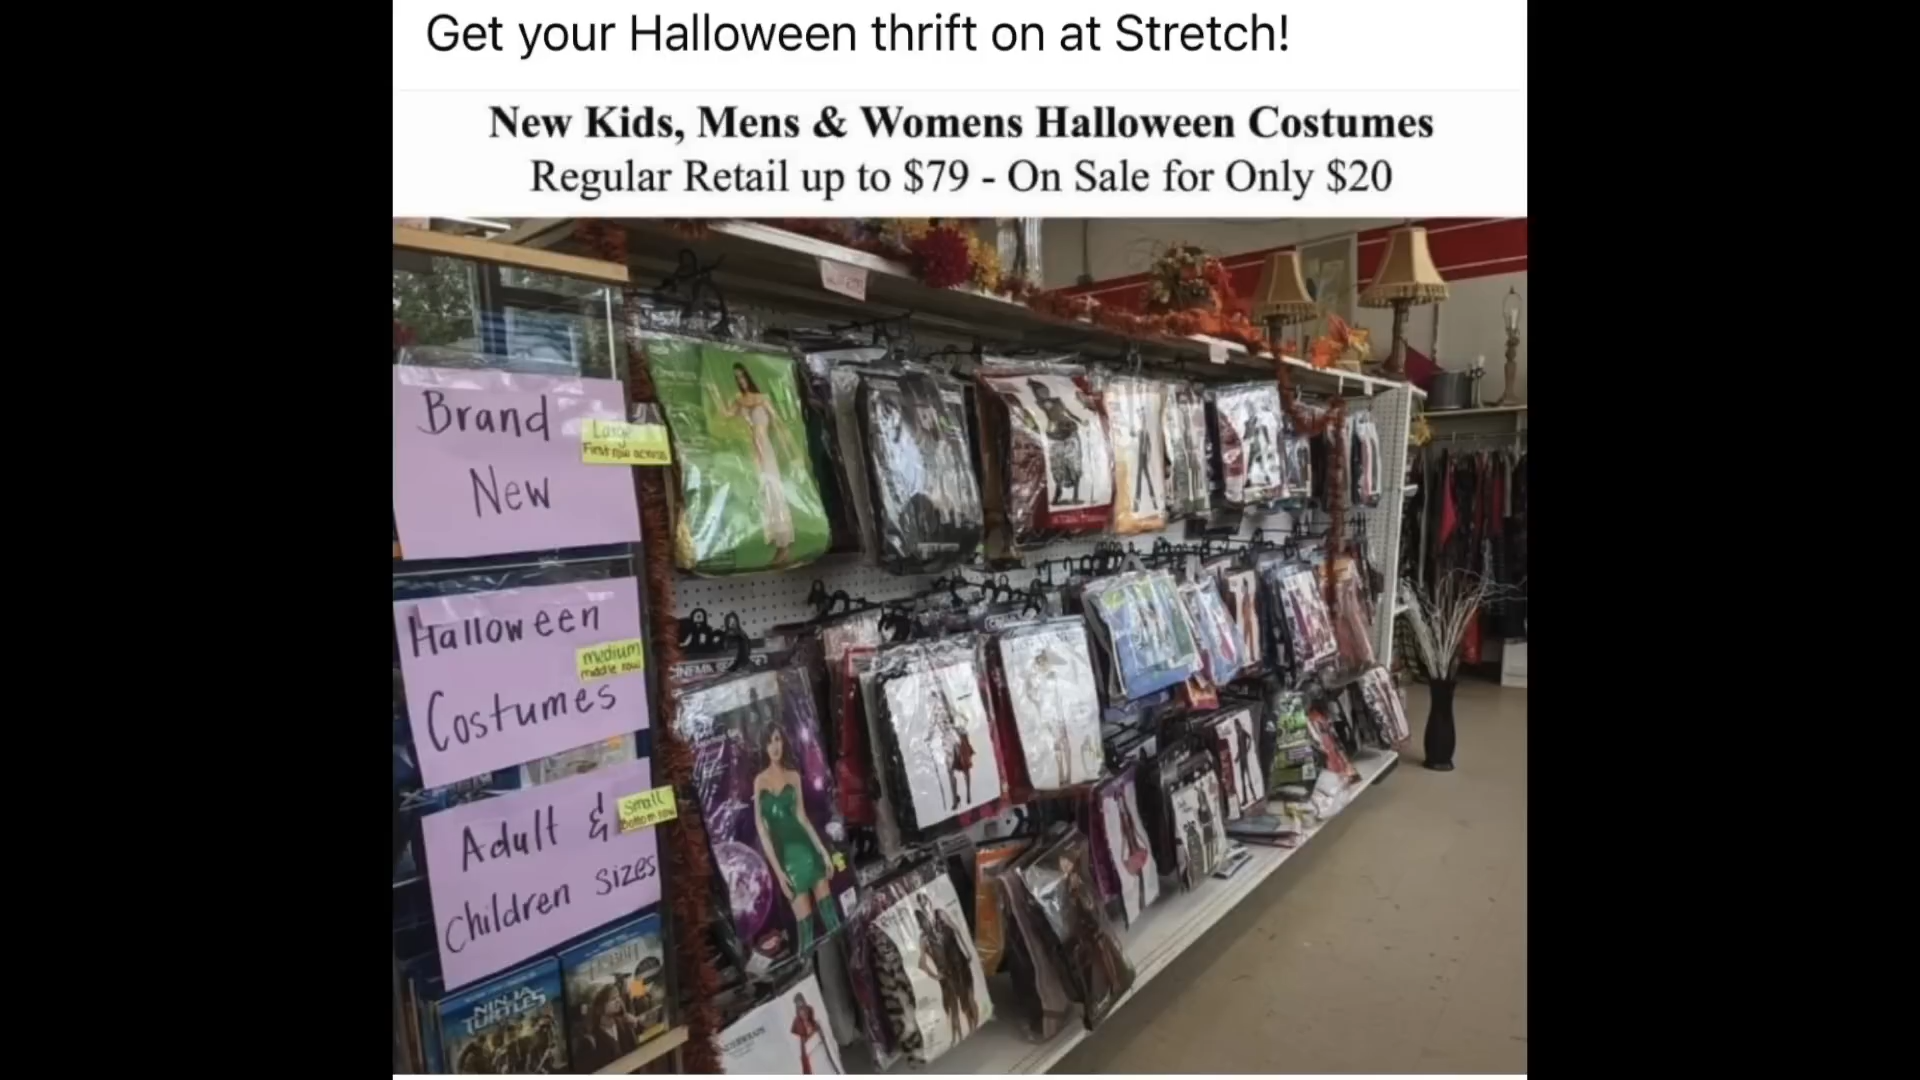 Get your Halloween thrift on at Stretch!
New Kids, Mens & Womens Halloween Costumes
Regular Retail up to $79 - On Sale for Only $20
Brand
New
Large
First row across
Halloween
medium
middle row
Costumes
Adult &
Small
bottom row
children sizes
NINJA
TURTLES